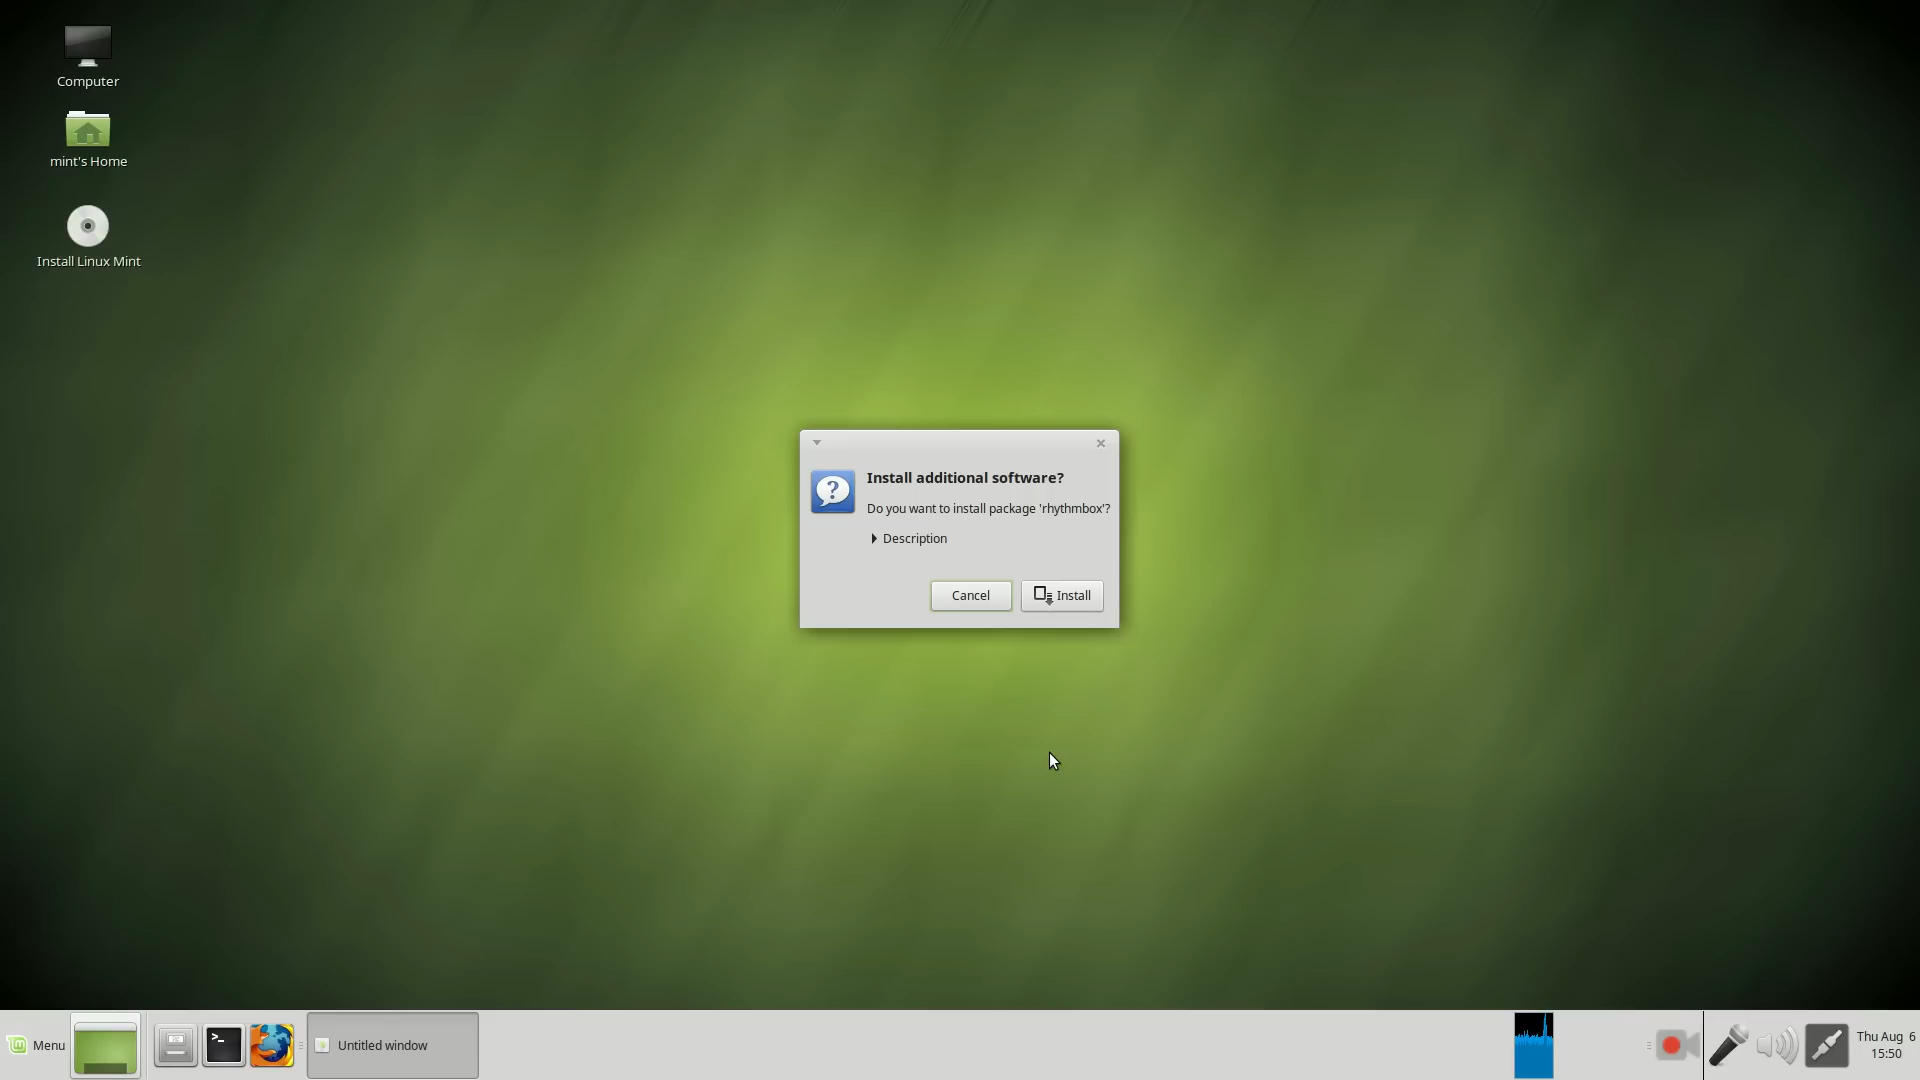 Computer
mint's Home
Install Linux Mint
Install additional software?
Do you want to install package 'rhythmbox'?
Description
Cancel
Install
Menu
Untitled window
Thu Aug 6
15:50